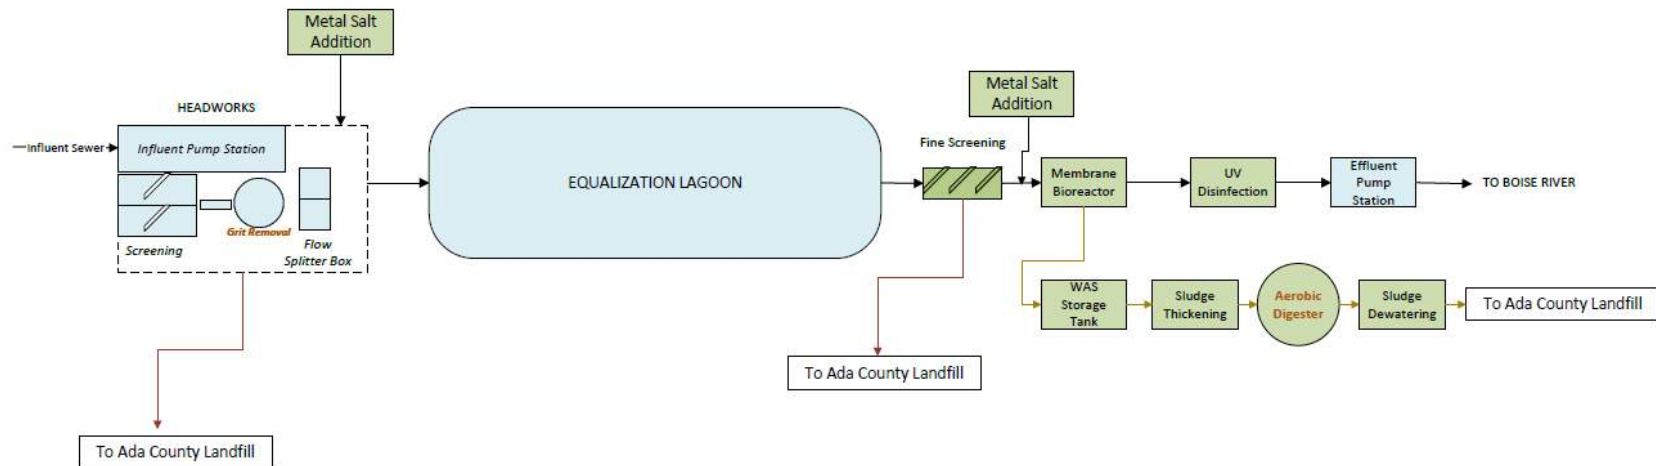 Metal Salt
Addition
HEADWORKS
Influent Sewer
Influent Pump Station
Grit Removal
Screening
Flow
Splitter Box
To Ada County Landfill
EQUALIZATION LAGOON
Fine Screening
Metal Salt
Addition
Membrane
Bioreactor
UV
Disinfection
Effluent
Pump
Station
TO BOISE RIVER
To Ada County Landfill
WAS
Storage
Tank
Sludge
Thickening
Aerobic
Digester
Sludge
Dewatering
To Ada County Landfill